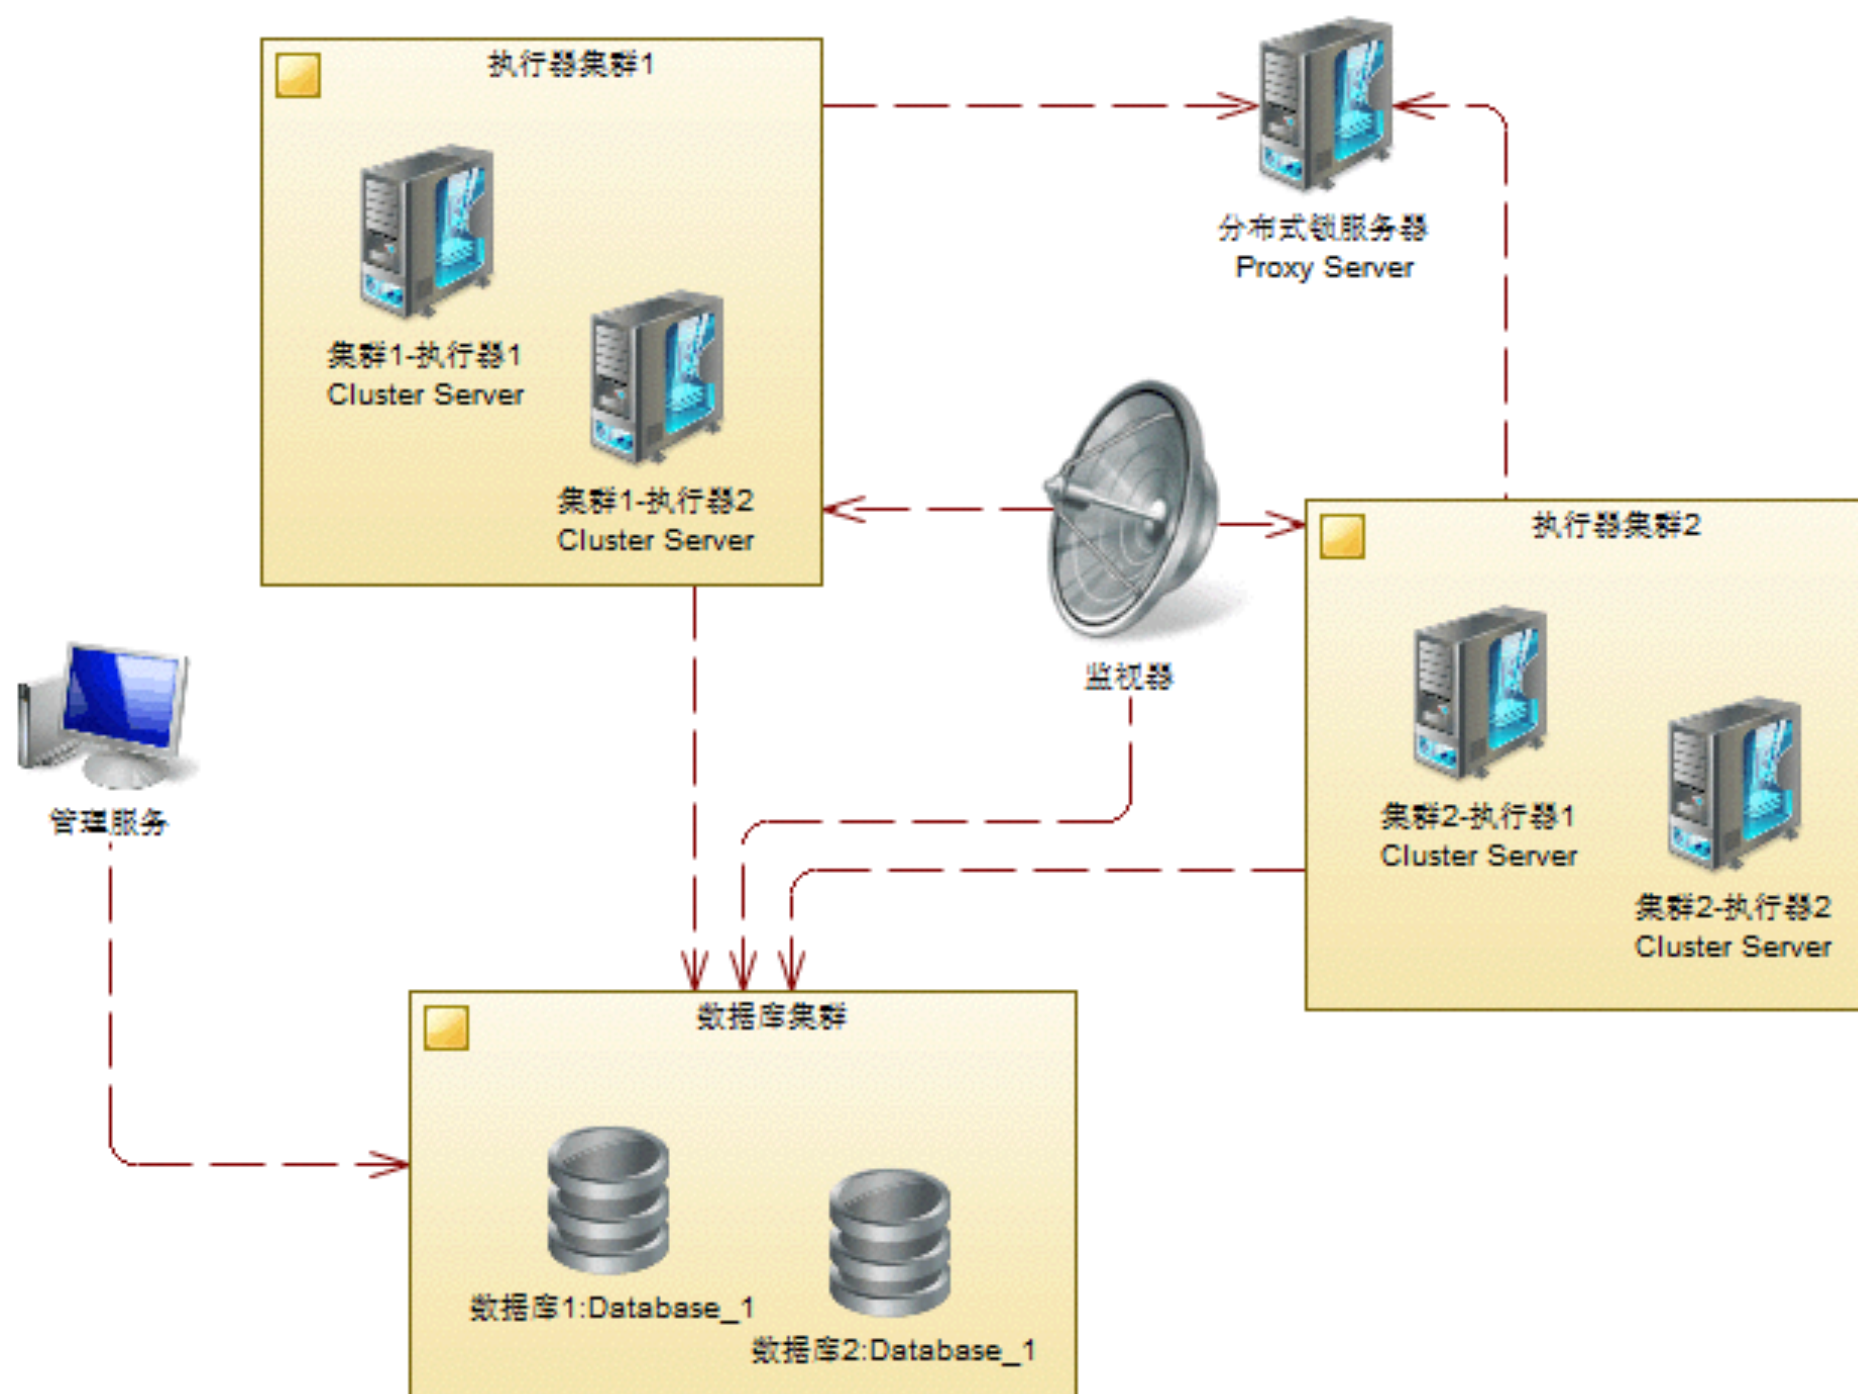 执行器集群1
集群1-执行器1
Cluster Server
集群1-执行器2
Cluster Server
分布式锁服务器
Proxy Server
监视器
执行器集群2
集群2-执行器1
Cluster Server
集群2-执行器2
Cluster Server
管理服务
数据库集群
数据库1:Database_1
数据库2:Database_1